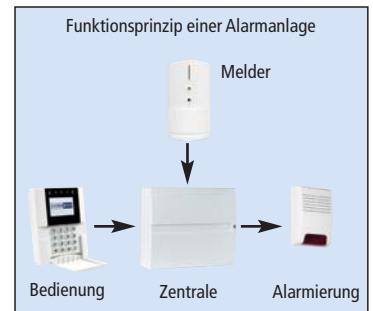 Funktionsprinzip einer Alarmanlage
Melder
Bedienung
Zentrale
Alarmierung